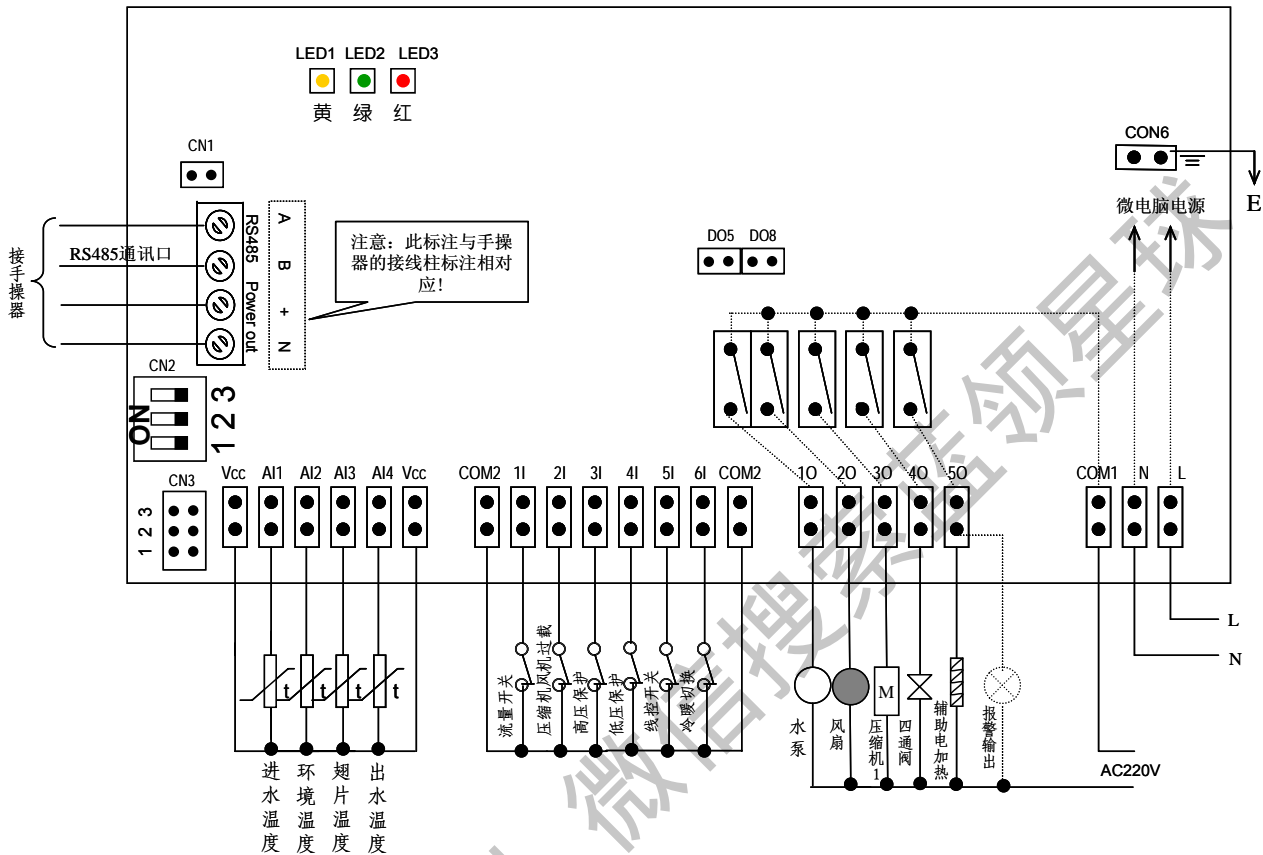 LED1 LED2 LED3
黄 绿 红
CN1
CON6
E
微电脑电源
接手操器
RS485通讯口
RS485
Power out
A
B
+
N
注意：此标注与手操
器的接线柱标注相对
应!
DO5 DO8
CN2
ON
1 2 3
CN3
1 2 3
Vcc AI1 AI2 AI3 AI4 Vcc
COM2 1I 2I 3I 4I 5I 6I COM2
1O 2O 3O 4O 5O
COM1 N L
L
N
t t t t
进水温度
环境温度
翅片温度
出水温度
流量开关
压缩机风机过载
高压保护
低压保护
线控开关
冷暖切换
M
水泵
风扇
压缩机1
四通阀
辅助电加热
报警输出
AC220V
微信搜索蓝领星球